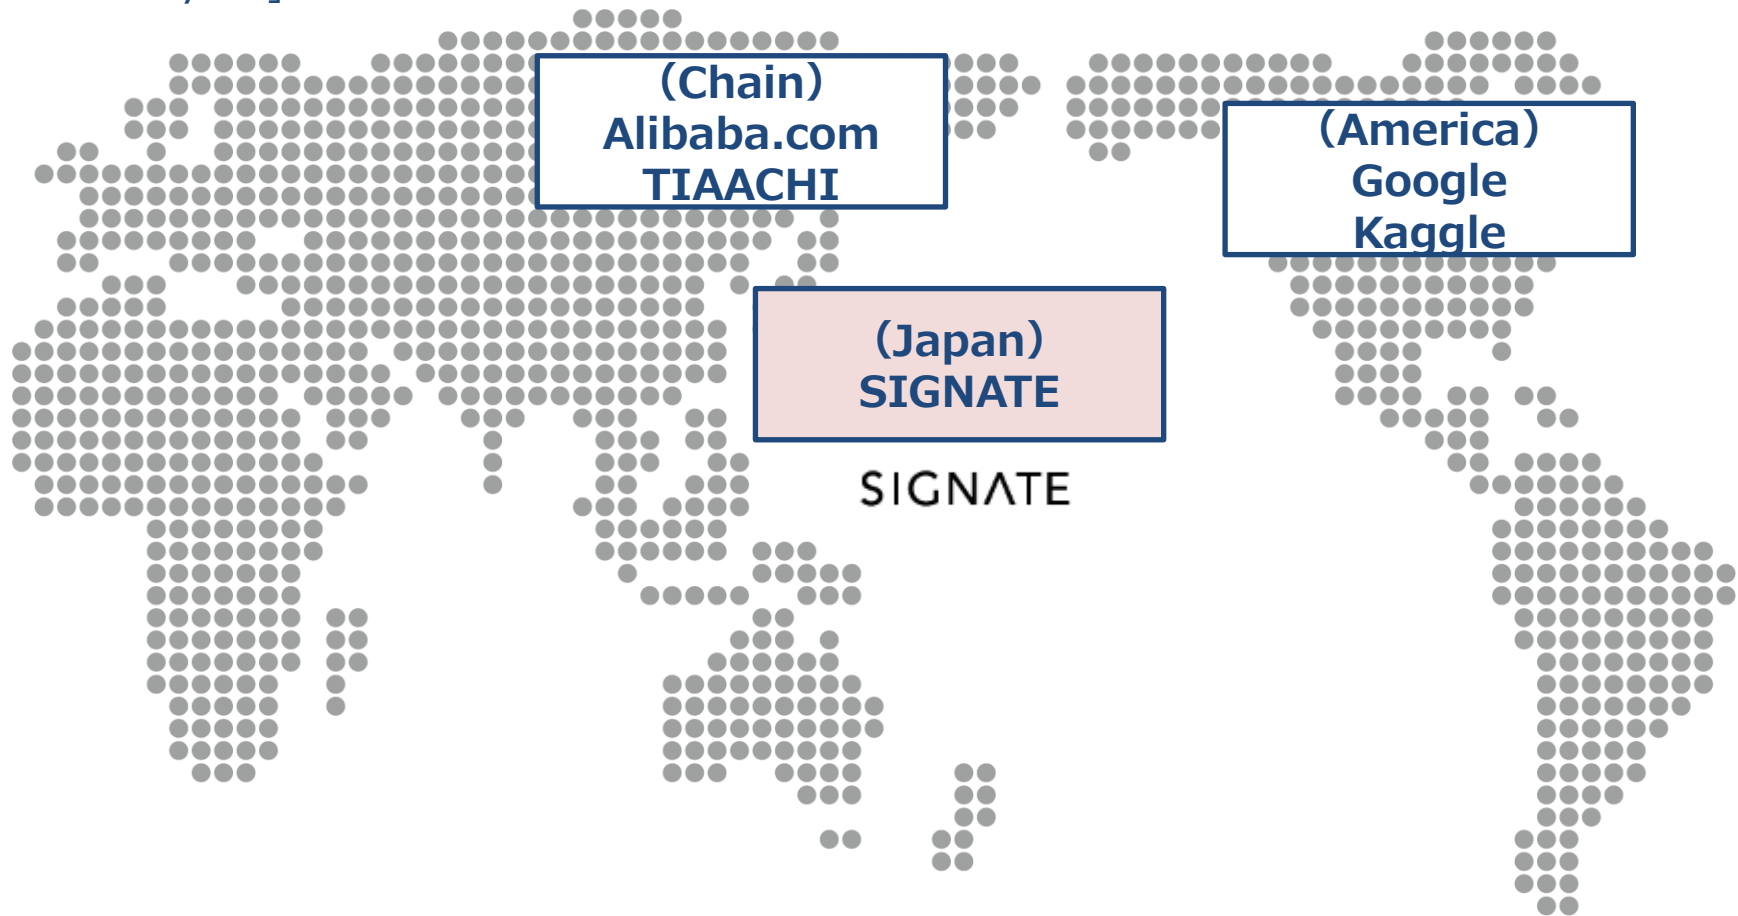 （Chain）
Alibaba.com
TIAACHI
（America）
Google
Kaggle
（Japan）
SIGNATE
SIGNATE